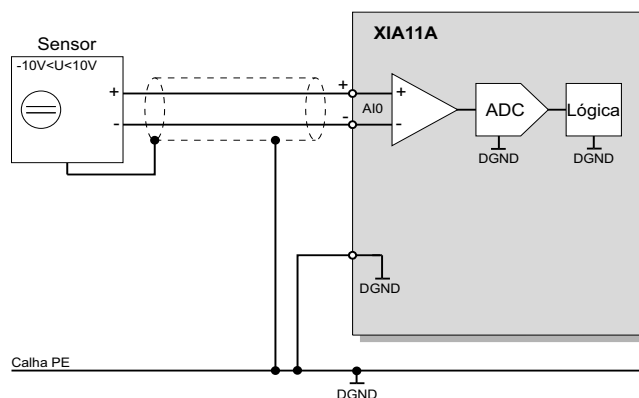 XIA11A
Sensor
-10V<U<10V
+
-
+
-
AI0
+
-
ADC
Lógica
DGND
DGND
DGND
Calha PE
DGND